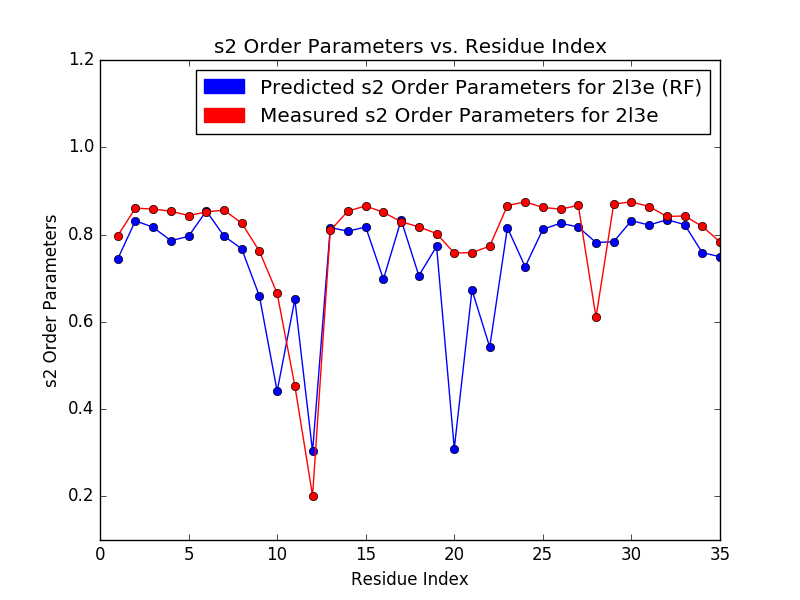 s2 Order Parameters vs. Residue Index
Predicted s2 Order Parameters for 2l3e (RF)
Measured s2 Order Parameters for 2l3e
s2 Order Parameters
1.2
1.0
0.8
0.6
0.4
0.2
0 5 10 15 20 25 30 35
Residue Index